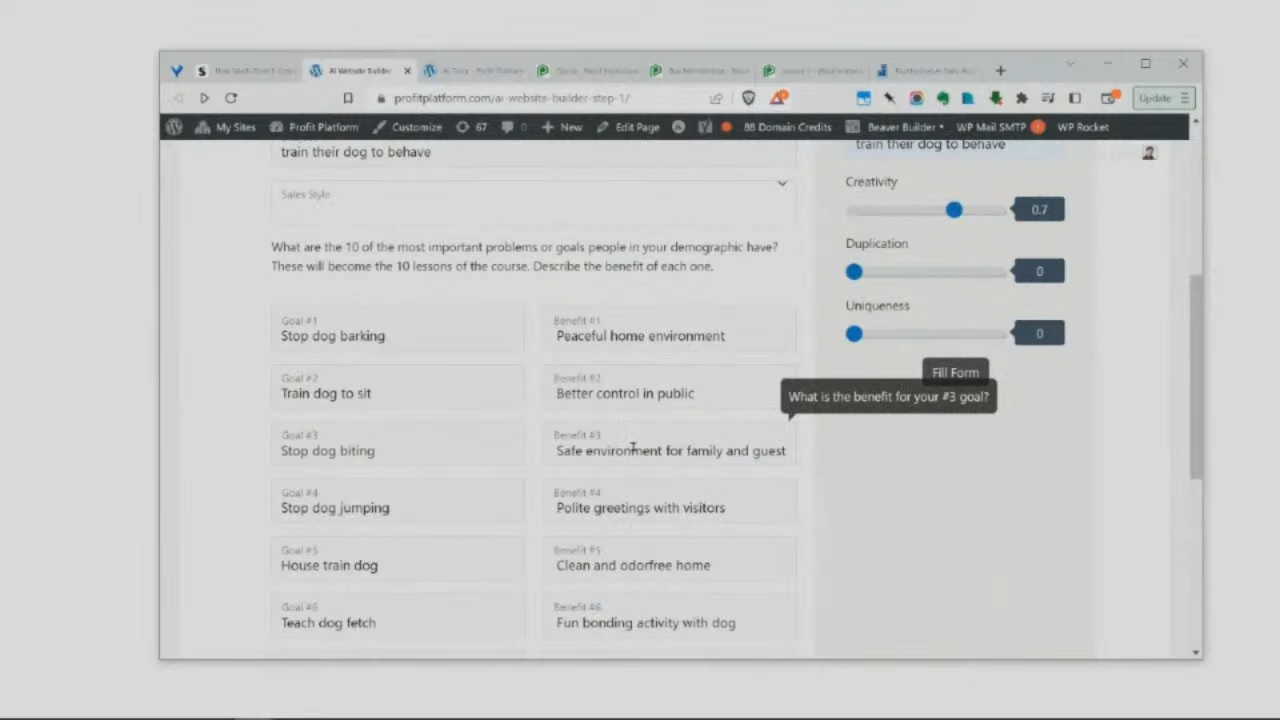 AI Website Builder
profitplatform.com/ai-website-builder-step-1/
Update
My Sites
Profit Platform
Customize
67
0
New
Edit Page
88 Domain Credits
Beaver Builder
WP Mail SMTP
WP Rocket
train their dog to behave
Sales Style
What are the 10 of the most important problems or goals people in your demographic have?
These will become the 10 lessons of the course. Describe the benefit of each one.
Goal #1
Stop dog barking
Benefit #1
Peaceful home environment
Goal #2
Train dog to sit
Benefit #2
Better control in public
Goal #3
Stop dog biting
Benefit #3
Safe environment for family and guest
Goal #4
Stop dog jumping
Benefit #4
Polite greetings with visitors
Goal #5
House train dog
Benefit #5
Clean and odorfree home
Goal #6
Teach dog fetch
Benefit #6
Fun bonding activity with dog
train their dog to behave
Creativity
0.7
Duplication
0
Uniqueness
0
Fill Form
What is the benefit for your #3 goal?